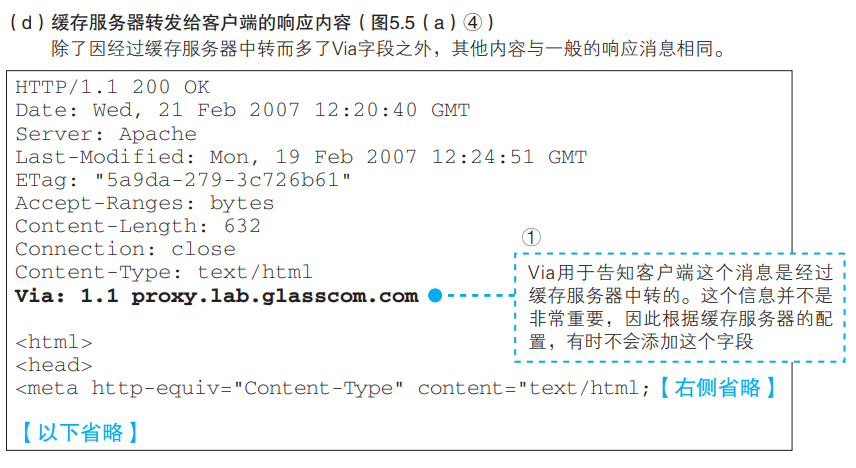 （d）缓存服务器转发给客户端的响应内容（图5.5（a）④）
除了因经过缓存服务器中转而多了Via字段之外，其他内容与一般的响应消息相同。
HTTP/1.1 200 OK
Date: Wed, 21 Feb 2007 12:20:40 GMT
Server: Apache
Last-Modified: Mon, 19 Feb 2007 12:24:51 GMT
ETag: "5a9da-279-3c726b61"
Accept-Ranges: bytes
Content-Length: 632
Connection: close
Content-Type: text/html
Via: 1.1 proxy.lab.glasscom.com
①
Via用于告知客户端这个消息是经过
缓存服务器中转的。这个信息并不是
非常重要，因此根据缓存服务器的配
置，有时不会添加这个字段
<html>
<head>
<meta http-equiv="Content-Type" content="text/html;【右侧省略】
【以下省略】